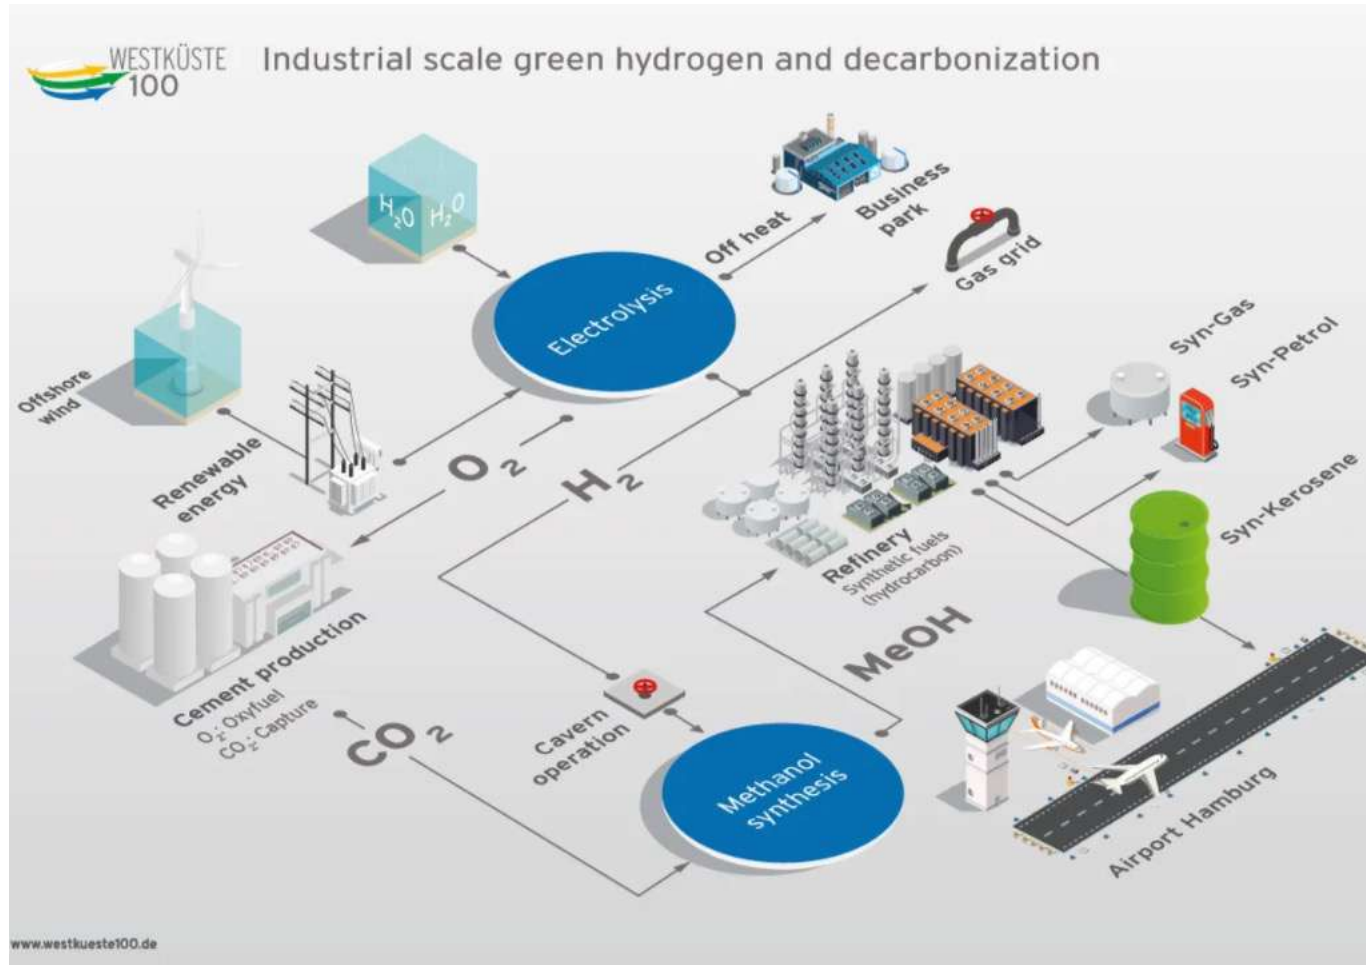 WESTKÜSTE
100
Industrial scale green hydrogen and decarbonization
H₂O H₂O
Electrolysis
Off heat
Business
park
Gas grid
Offshore
wind
Renewable
energy
O₂
H₂
Syn-Gas
Syn-Petrol
Syn-Kerosene
Refinery
Synthetic fuels
(hydrocarbon)
MeOH
Cement production
O₂: Oxyfuel
CO₂: Capture
CO₂
Cavern
operation
Methanol
synthesis
Airport Hamburg
www.westkueste100.de